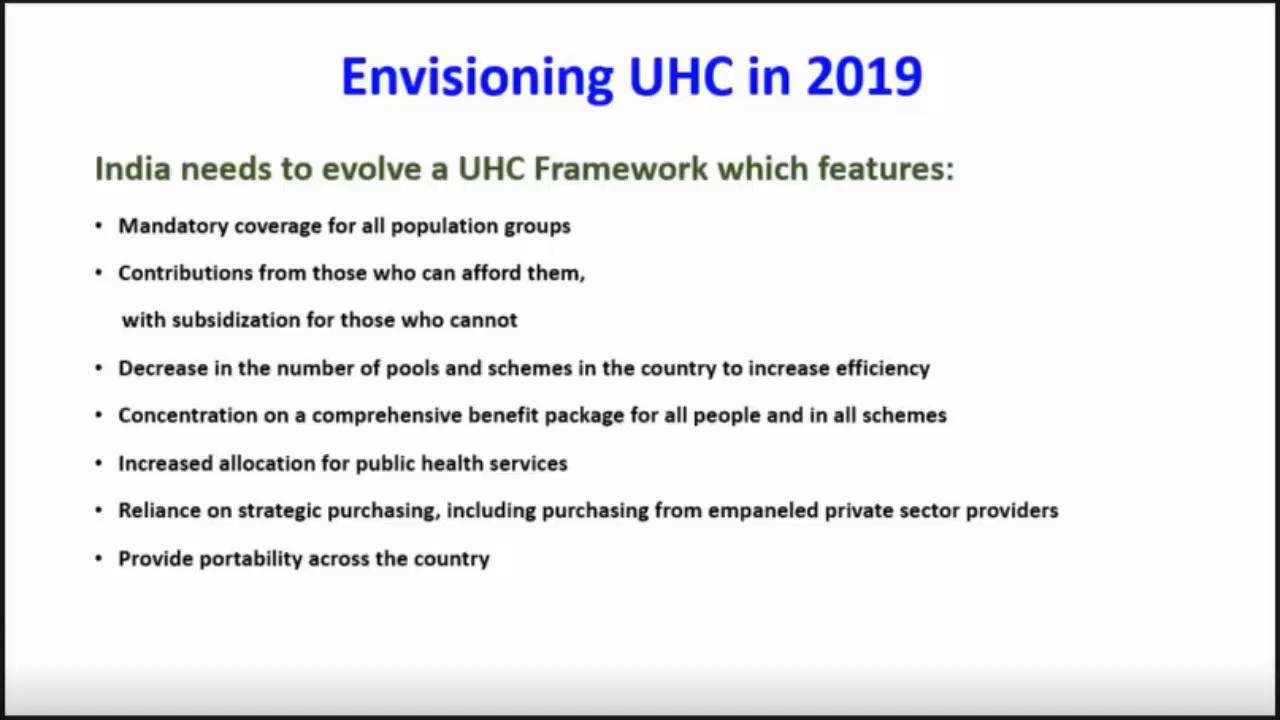 Envisioning UHC in 2019
India needs to evolve a UHC Framework which features:
• Mandatory coverage for all population groups
• Contributions from those who can afford them,
with subsidization for those who cannot
• Decrease in the number of pools and schemes in the country to increase efficiency
• Concentration on a comprehensive benefit package for all people and in all schemes
• Increased allocation for public health services
• Reliance on strategic purchasing, including purchasing from empaneled private sector providers
• Provide portability across the country